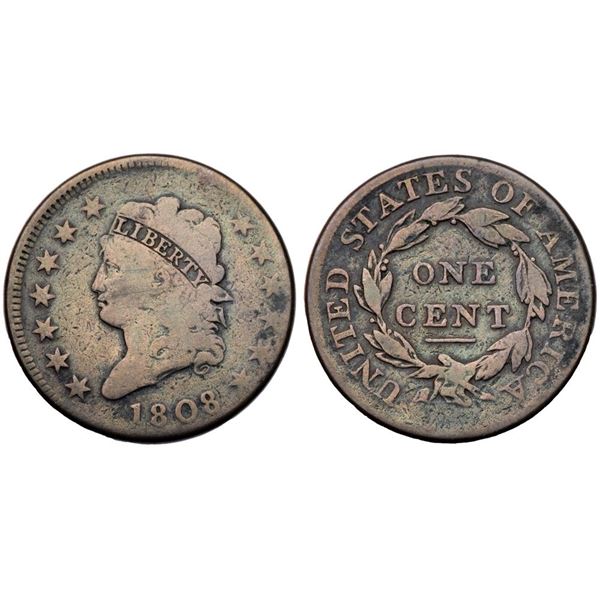 LIBERTY
1808
UNITED STATES OF AMERICA
ONE
CENT